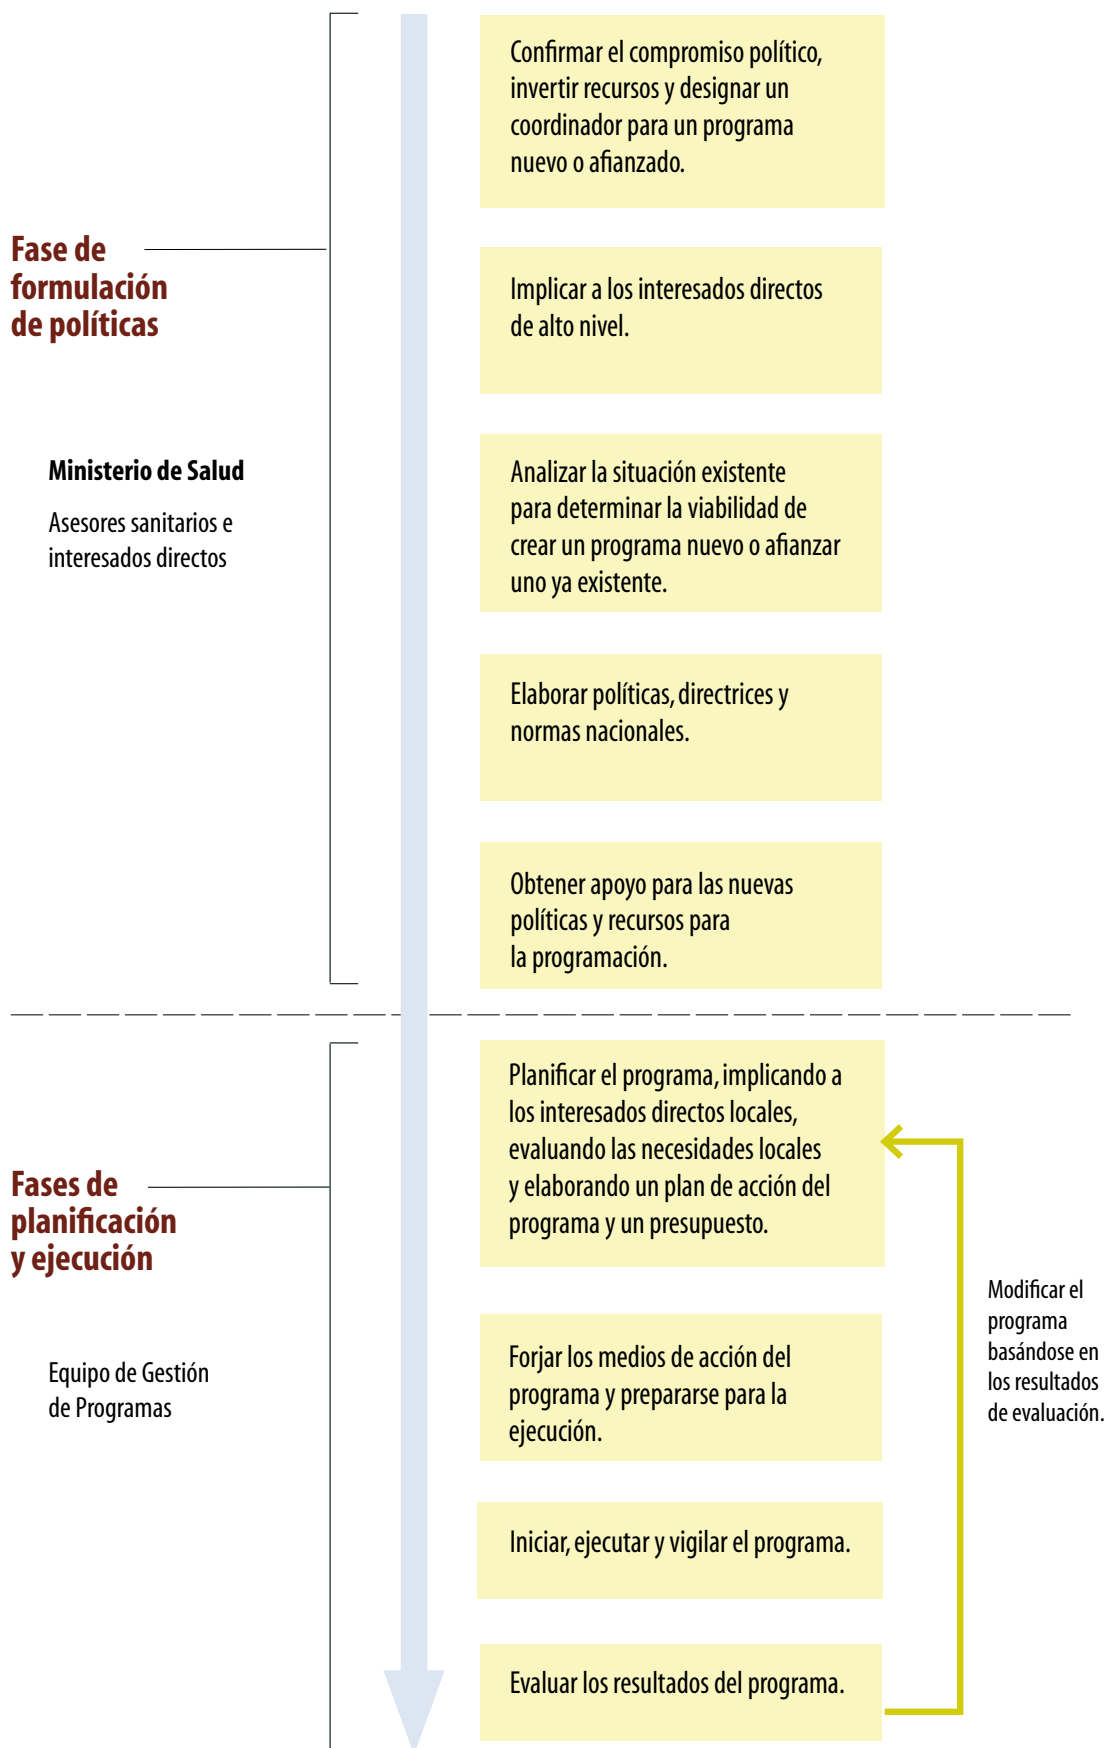 Confirmar el compromiso político,
invertir recursos y designar un
coordinador para un programa
nuevo o afianzado.
Fase de
formulación
de políticas
Implicar a los interesados directos
de alto nivel.
Ministerio de Salud
Asesores sanitarios e
interesados directos
Analizar la situación existente
para determinar la viabilidad de
crear un programa nuevo o afianzar
uno ya existente.
Elaborar políticas, directrices y
normas nacionales.
Obtener apoyo para las nuevas
políticas y recursos para
la programación.
Planificar el programa, implicando a
los interesados directos locales,
evaluando las necesidades locales
y elaborando un plan de acción del
programa y un presupuesto.
Fases de
planificación
y ejecución
Equipo de Gestión
de Programas
Forjar los medios de acción del
programa y prepararse para la
ejecución.
Modificar el
programa
basándose en
los resultados
de evaluación.
Iniciar, ejecutar y vigilar el programa.
Evaluar los resultados del programa.